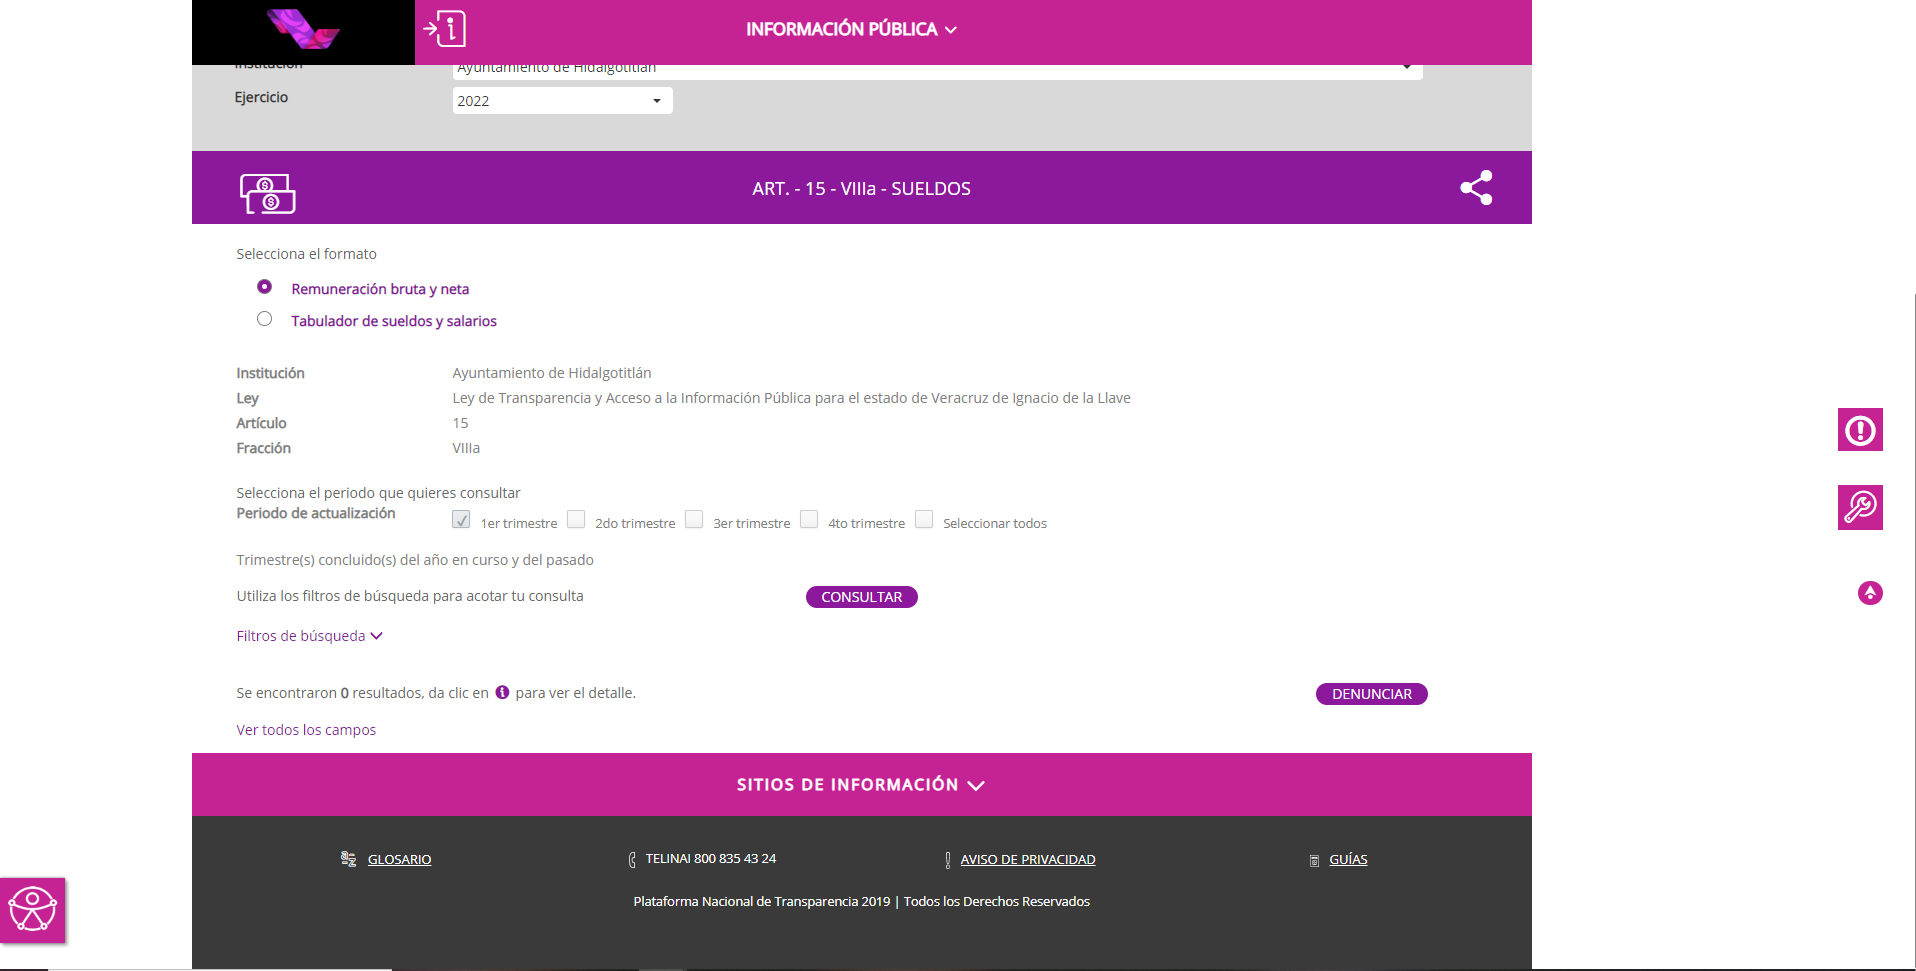 INFORMACIÓN PÚBLICA
Institución
Ayuntamiento de Hidalgotitlán
Ejercicio
2022
ART. - 15 - VIIIa - SUELDOS
Selecciona el formato
Remuneración bruta y neta
Tabulador de sueldos y salarios
Institución Ayuntamiento de Hidalgotitlán
Ley Ley de Transparencia y Acceso a la Información Pública para el estado de Veracruz de Ignacio de la Llave
Artículo 15
Fracción VIIIa
Selecciona el periodo que quieres consultar
Periodo de actualización 1er trimestre 2do trimestre 3er trimestre 4to trimestre Seleccionar todos
Trimestre(s) concluido(s) del año en curso y del pasado
Utiliza los filtros de búsqueda para acotar tu consulta CONSULTAR
Filtros de búsqueda
Se encontraron 0 resultados, da clic en para ver el detalle. DENUNCIAR
Ver todos los campos
SITIOS DE INFORMACIÓN
GLOSARIO TELINAI 800 835 43 24 AVISO DE PRIVACIDAD GUÍAS
Plataforma Nacional de Transparencia 2019 | Todos los Derechos Reservados